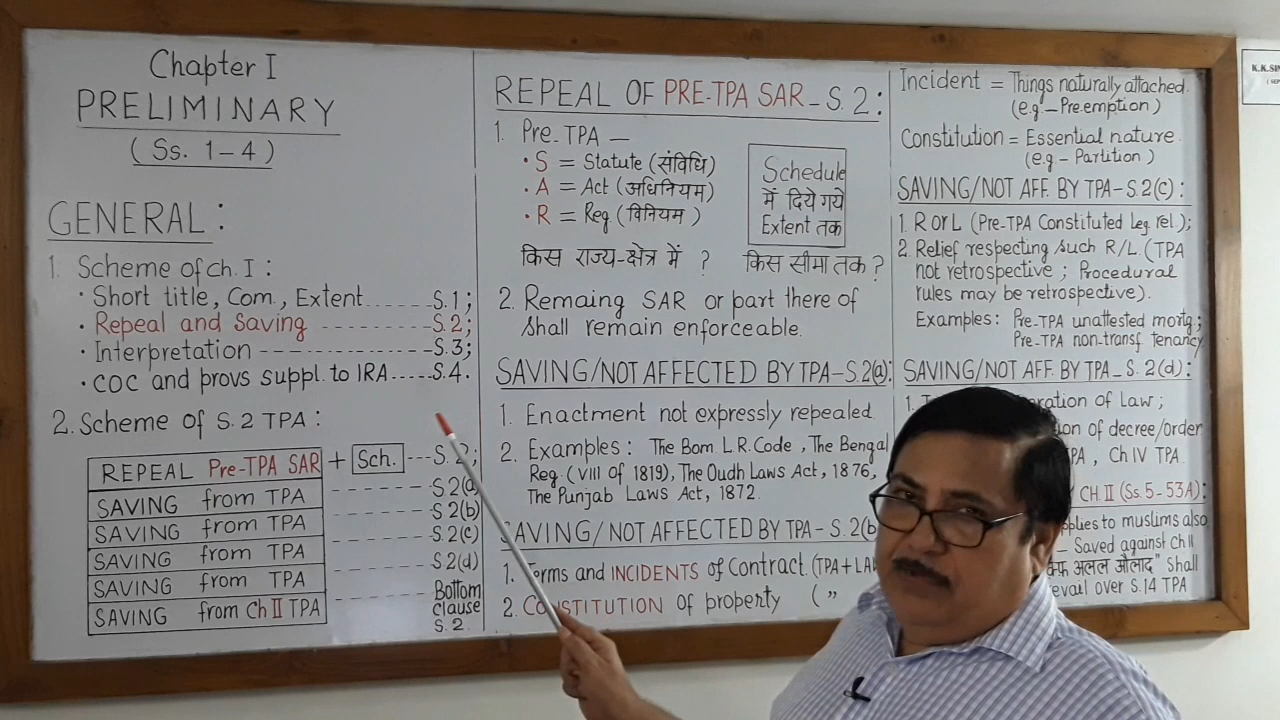 Chapter I
PRELIMINARY
( Ss. 1-4 )
GENERAL :
1. Scheme of ch. I :
• Short title, Com., Extent......S.1;
• Repeal and Saving --------S.2;
• Interpretation -----------S.3;
• COC and provs suppl. to IRA.....S.4.
2. Scheme of S. 2 TPA :
REPEAL Pre-TPA SAR + Sch. ---S. 2;
SAVING from TPA ------S.2(a)
SAVING from TPA ------S.2(b)
SAVING from TPA ------S.2(c)
SAVING from TPA ------S.2(d)
SAVING from Ch II TPA
Bottom
clause
S. 2
REPEAL OF PRE-TPA SAR - S. 2 :
1. Pre-TPA —
• S = Statute (संविधि)
• A = Act (अधिनियम)
• R = Reg (विनियम)
Schedule
में दिये गये
Extent तक
किस राज्य-क्षेत्र में ? किस सीमा तक ?
2. Remaing SAR or part there of
shall remain enforceable.
SAVING/NOT AFFECTED BY TPA-S.2(a):
1. Enactment not expressly repealed
2. Examples : The Bom L.R. Code, The Bengal
Reg. (VIII of 1819), The Oudh Laws Act, 1876,
The Punjab Laws Act, 1872.
SAVING/NOT AFFECTED BY TPA- S. 2(b
1. Terms and INCIDENTS of Contract. (TPA+LA
2. CONSTITUTION of property ( "
Incident = Things naturally attached.
(e.g - Pre.emption)
Constitution = Essential nature.
(e.g - Partition)
SAVING/NOT AFF. BY TPA-S.2(c):
1. R or L (Pre-TPA Constituted Leg. rel.);
2. Relief respecting such R/L. (TPA
not retrospective ; Procedural
rules may be retrospective).
Examples: Pre-TPA unattested mortg.;
Pre-TPA non-transf. Tenancy
SAVING/NOT AFF. BY TPA - S. 2(d):
1. eration of Law ;
ion of decree/order
PA , Ch IV TPA.
CH II (Ss. 5-53A):
pplies to muslims also
- Saved against Ch II
अलल औलाद" Shall
evail over S.14 TPA
K.K.SIN